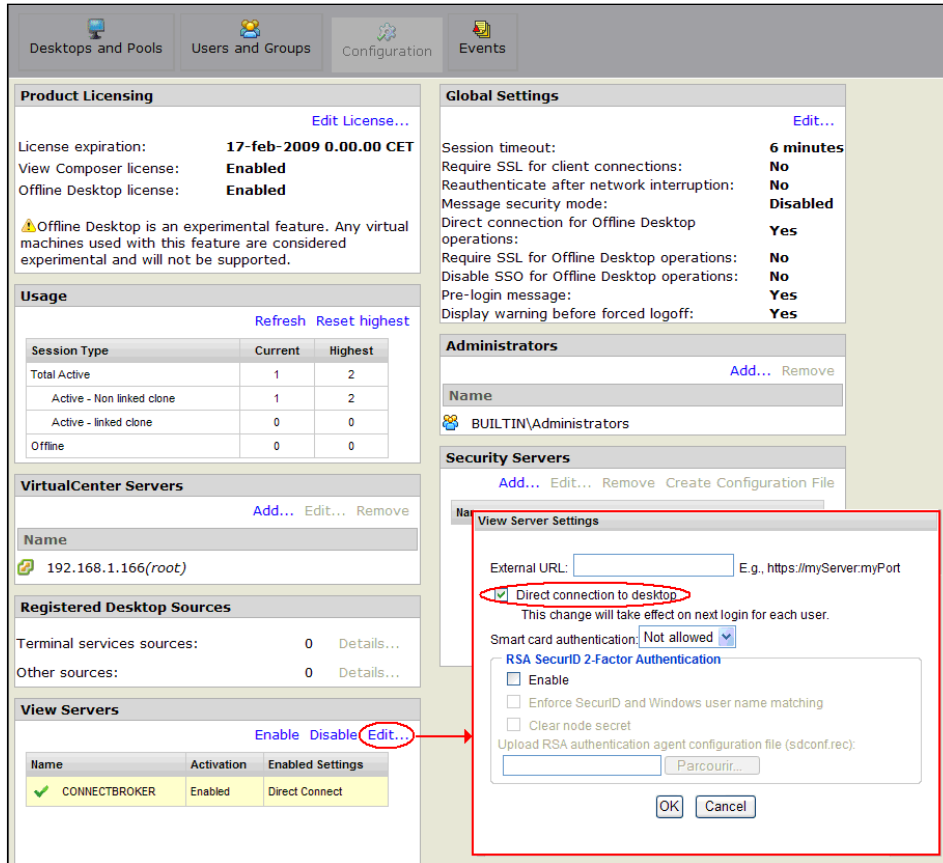 Desktops and Pools
Users and Groups
Configuration
Events
Product Licensing
Edit License...
License expiration: 17-feb-2009 0.00.00 CET
View Composer license: Enabled
Offline Desktop license: Enabled
Offline Desktop is an experimental feature. Any virtual
machines used with this feature are considered
experimental and will not be supported.
Usage
Refresh Reset highest
Session Type Current Highest
Total Active 1 2
Active - Non linked clone 1 2
Active - linked clone 0 0
Offline 0 0
VirtualCenter Servers
Add... Edit... Remove
Name
192.168.1.166(root)
Registered Desktop Sources
Terminal services sources: 0 Details...
Other sources: 0 Details...
View Servers
Enable Disable Edit...
Name Activation Enabled Settings
CONNECTBROKER Enabled Direct Connect
Global Settings
Edit...
Session timeout: 6 minutes
Require SSL for client connections: No
Reauthenticate after network interruption: No
Message security mode: Disabled
Direct connection for Offline Desktop
operations: Yes
Require SSL for Offline Desktop operations: No
Disable SSO for Offline Desktop operations: No
Pre-login message: Yes
Display warning before forced logoff: Yes
Administrators
Add... Remove
Name
BUILTIN\Administrators
Security Servers
Add... Edit... Remove Create Configuration File
View Server Settings
External URL: E.g., https://myServer:myPort
Direct connection to desktop
This change will take effect on next login for each user.
Smart card authentication: Not allowed
RSA SecurID 2-Factor Authentication
Enable
Enforce SecurID and Windows user name matching
Clear node secret
Upload RSA authentication agent configuration file (sdconf.rec):
Parcourir...
OK Cancel